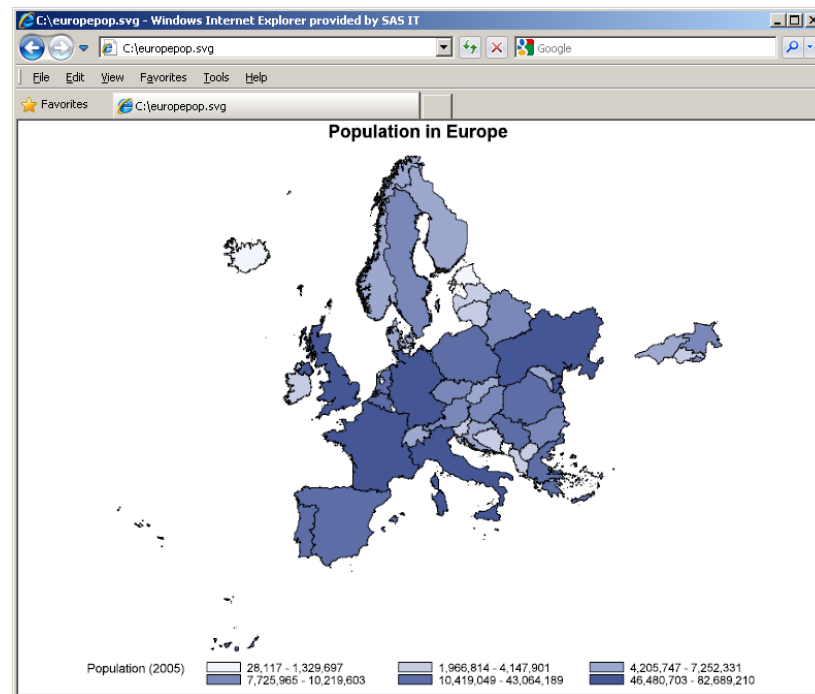 C:\europepop.svg - Windows Internet Explorer provided by SAS IT
C:\europepop.svg
Google
File Edit View Favorites Tools Help
Favorites
C:\europepop.svg
Population in Europe
Population (2005)
28,117 - 1,329,697 1,966,814 - 4,147,901 4,205,747 - 7,252,331
7,725,965 - 10,219,603 10,419,049 - 43,064,189 46,480,703 - 82,689,210